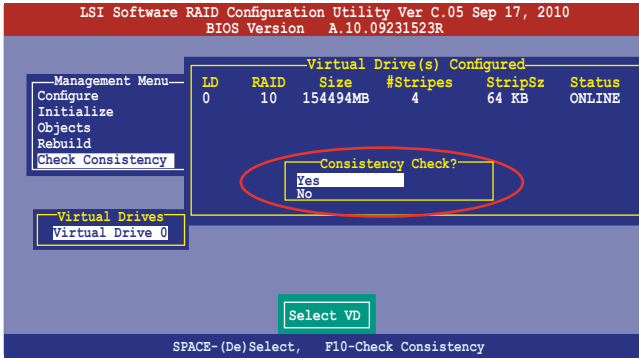 LSI Software RAID Configuration Utility Ver C.05 Sep 17, 2010
BIOS Version A.10.09231523R
Virtual Drive(s) Configured
LD RAID Size #Stripes StripSz Status
0 10 154494MB 4 64 KB ONLINE
Management Menu
Configure
Initialize
Objects
Rebuild
Check Consistency
Consistency Check?
Yes
No
Virtual Drives
Virtual Drive 0
Select VD
SPACE-(De)Select, F10-Check Consistency